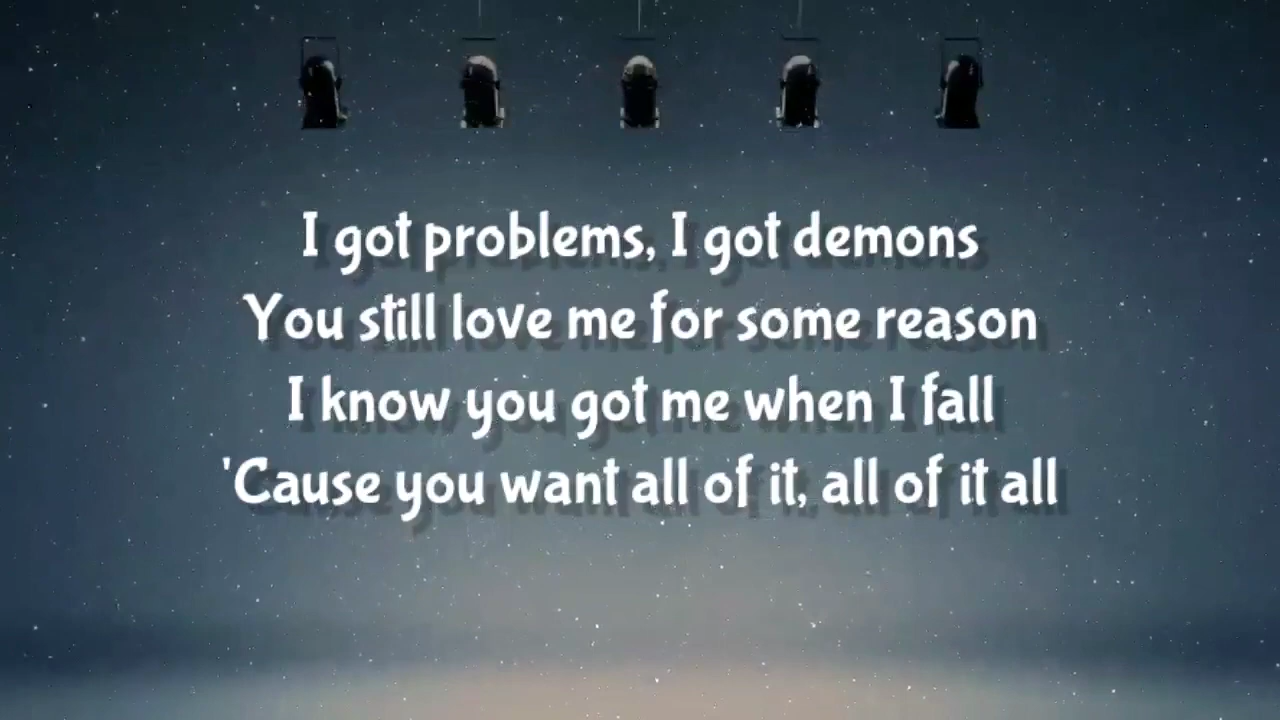 I got problems, I got demons
You still love me for some reason
I know you got me when I fall
'Cause you want all of it, all of it all